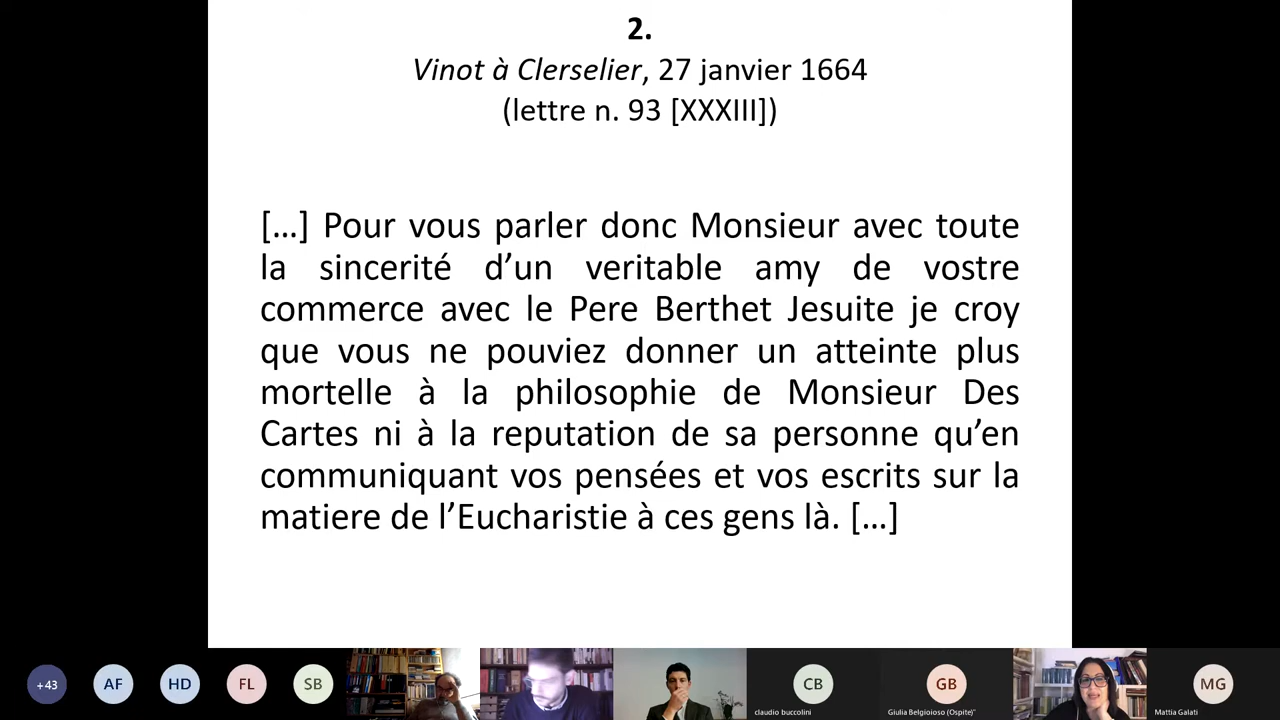 2.
Vinot à Clerselier, 27 janvier 1664
(lettre n. 93 [XXXIII])
[...] Pour vous parler donc Monsieur avec toute
la sincerité d’un veritable amy de vostre
commerce avec le Pere Berthet Jesuite je croy
que vous ne pouviez donner un atteinte plus
mortelle à la philosophie de Monsieur Des
Cartes ni à la reputation de sa personne qu’en
communiquant vos pensées et vos escrits sur la
matiere de l’Eucharistie à ces gens là. [...]
+43 AF HD FL SB CB GB MG
claudio buccolini Giulia Belgioioso (Ospite)" Mattia Galati